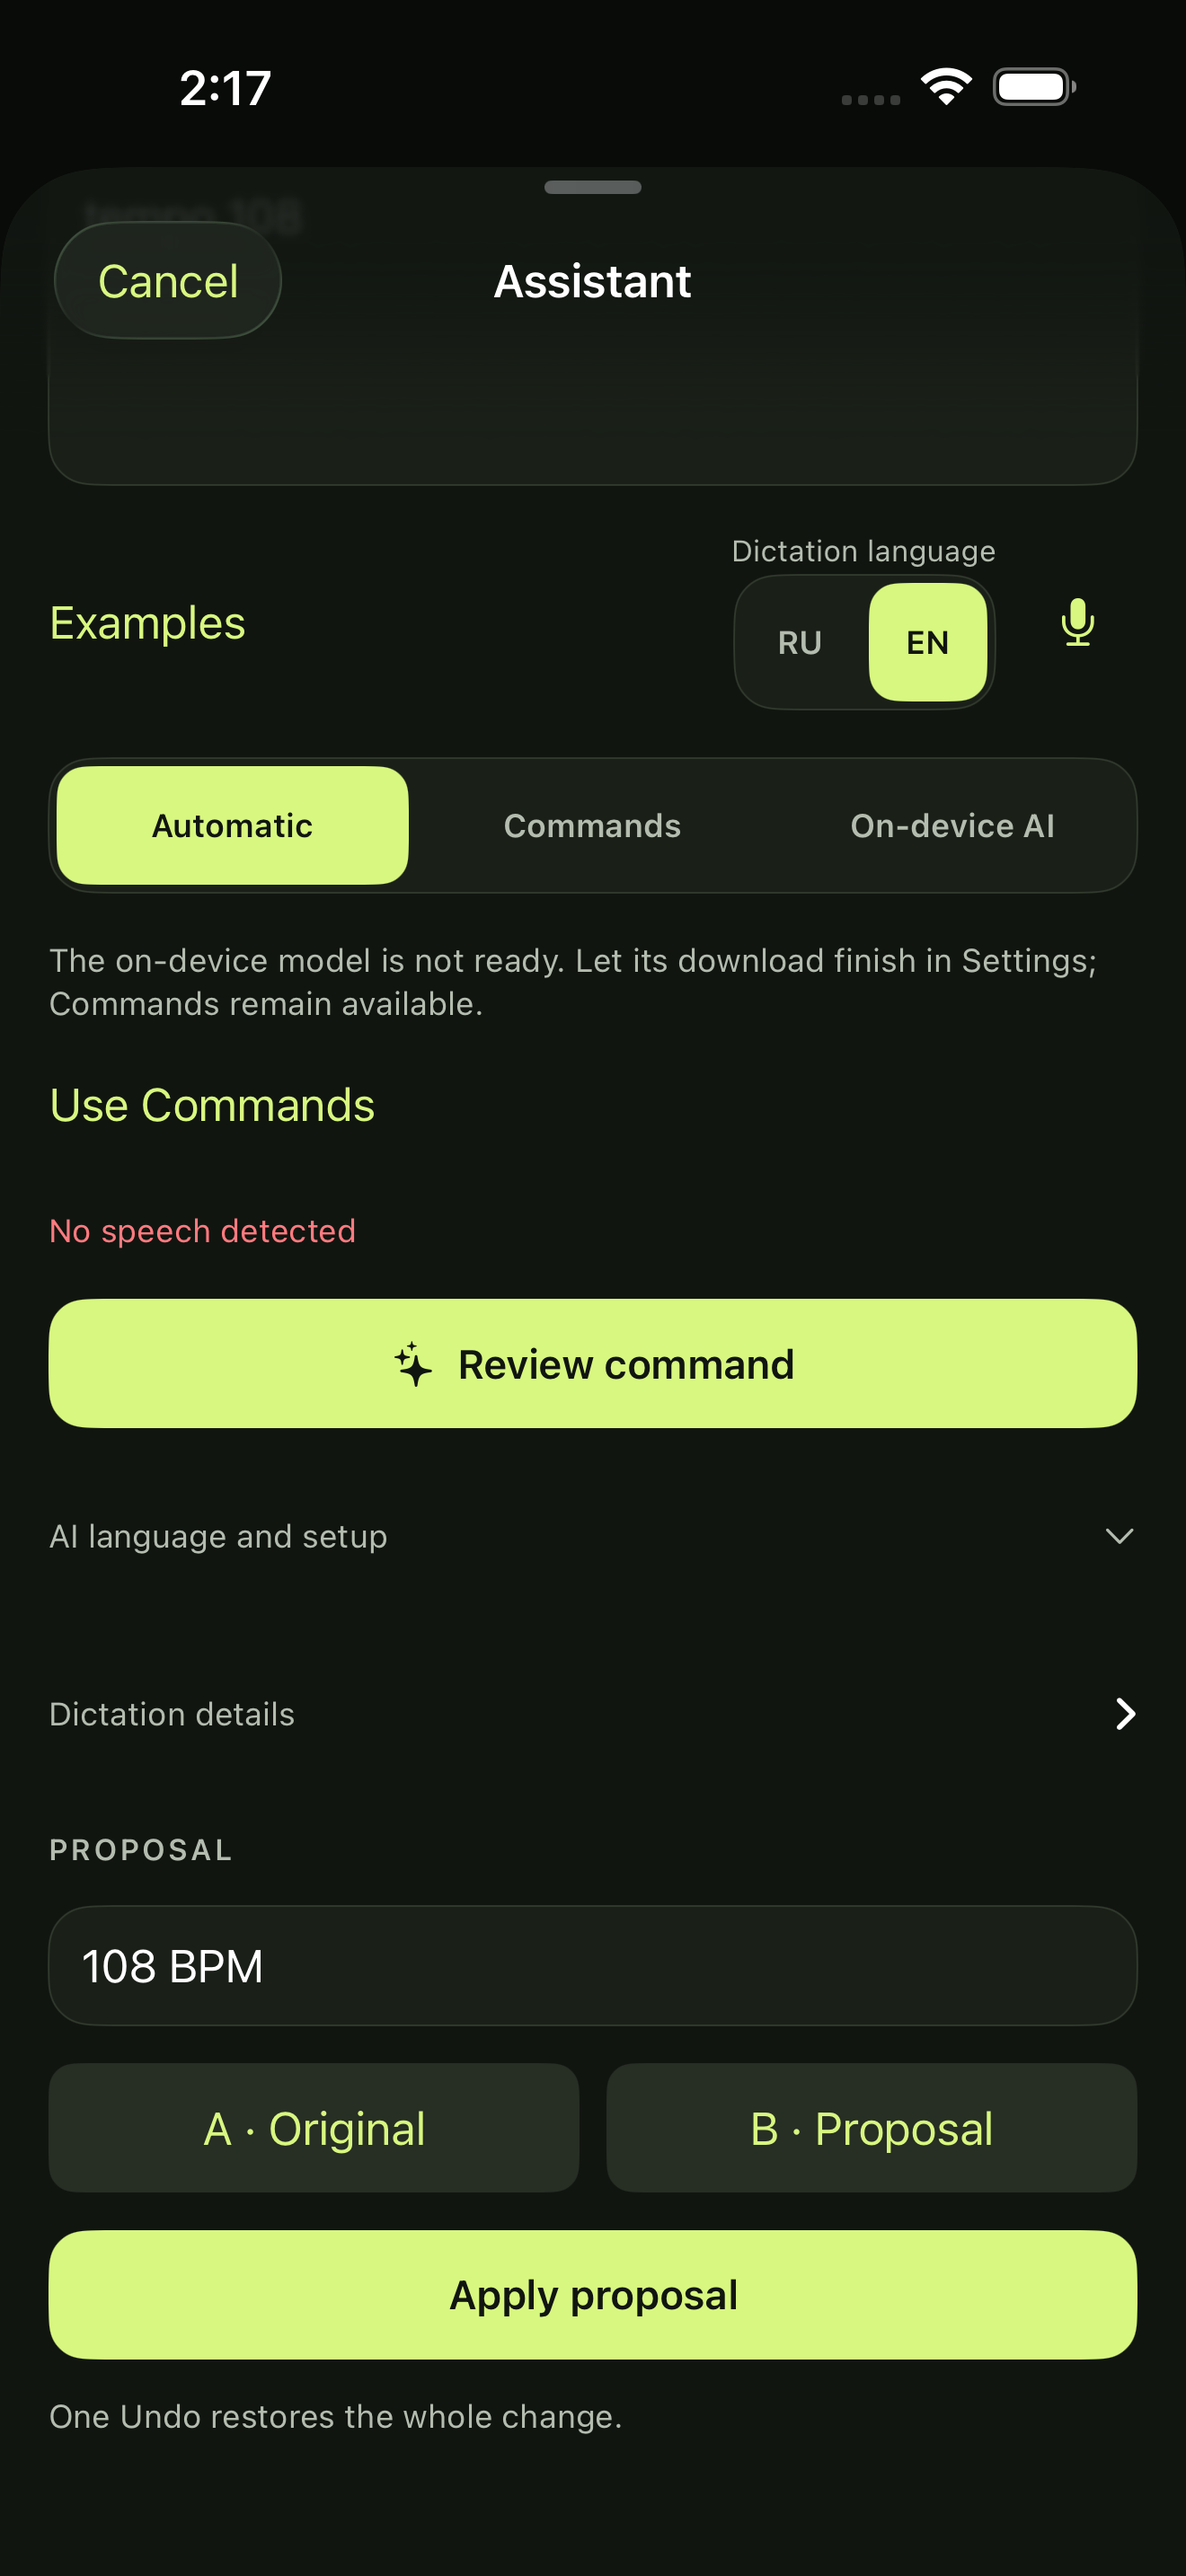 2:17
tempo 108
Cancel
Assistant
Dictation language
Examples
RU
EN
Automatic
Commands
On-device AI
The on-device model is not ready. Let its download finish in Settings;
Commands remain available.
Use Commands
No speech detected
Review command
AI language and setup
Dictation details
PROPOSAL
108 BPM
A · Original
B · Proposal
Apply proposal
One Undo restores the whole change.